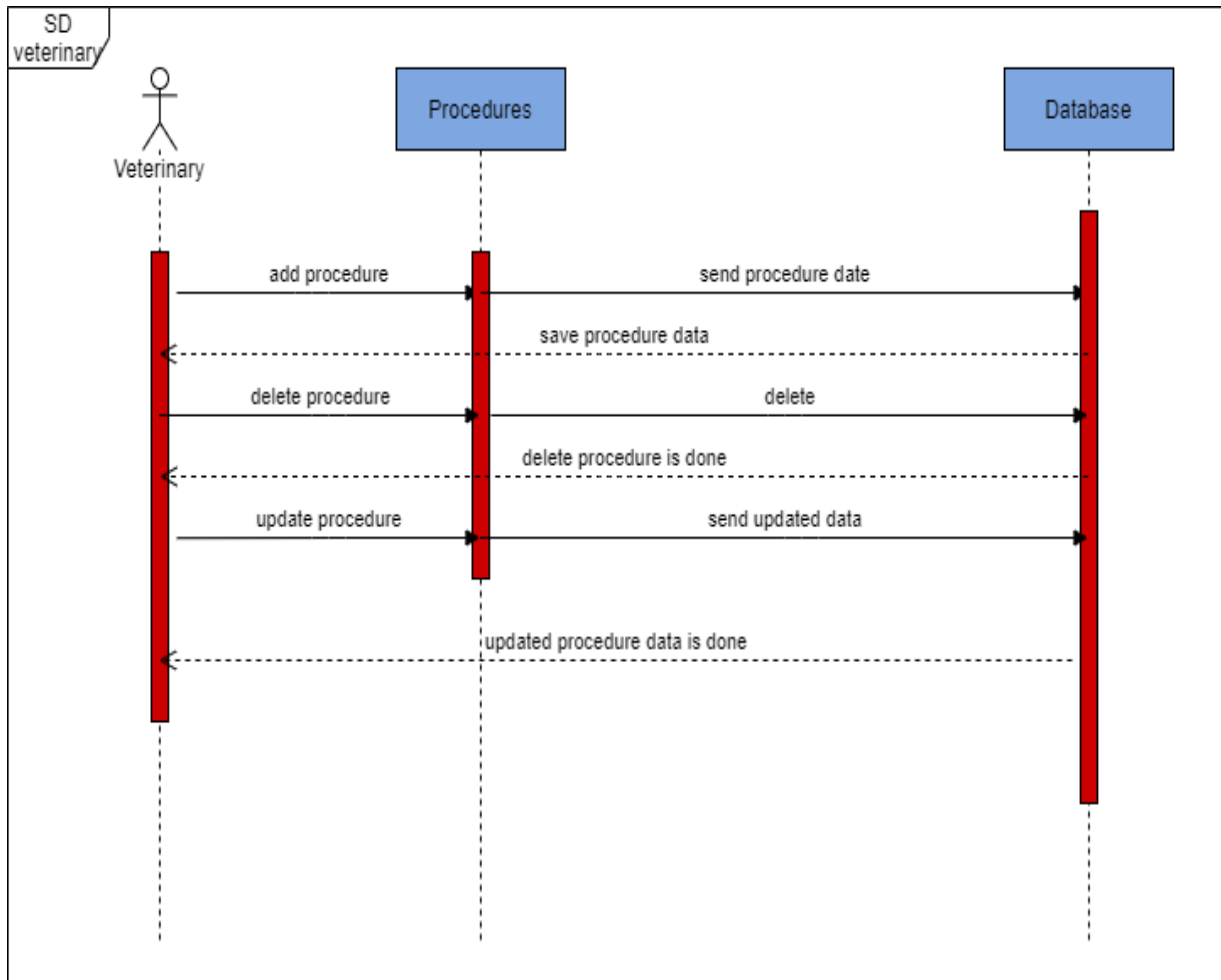 SD
veterinary
Veterinary
Procedures
Database
add procedure
send procedure date
save procedure data
delete procedure
delete
delete procedure is done
update procedure
send updated data
updated procedure data is done